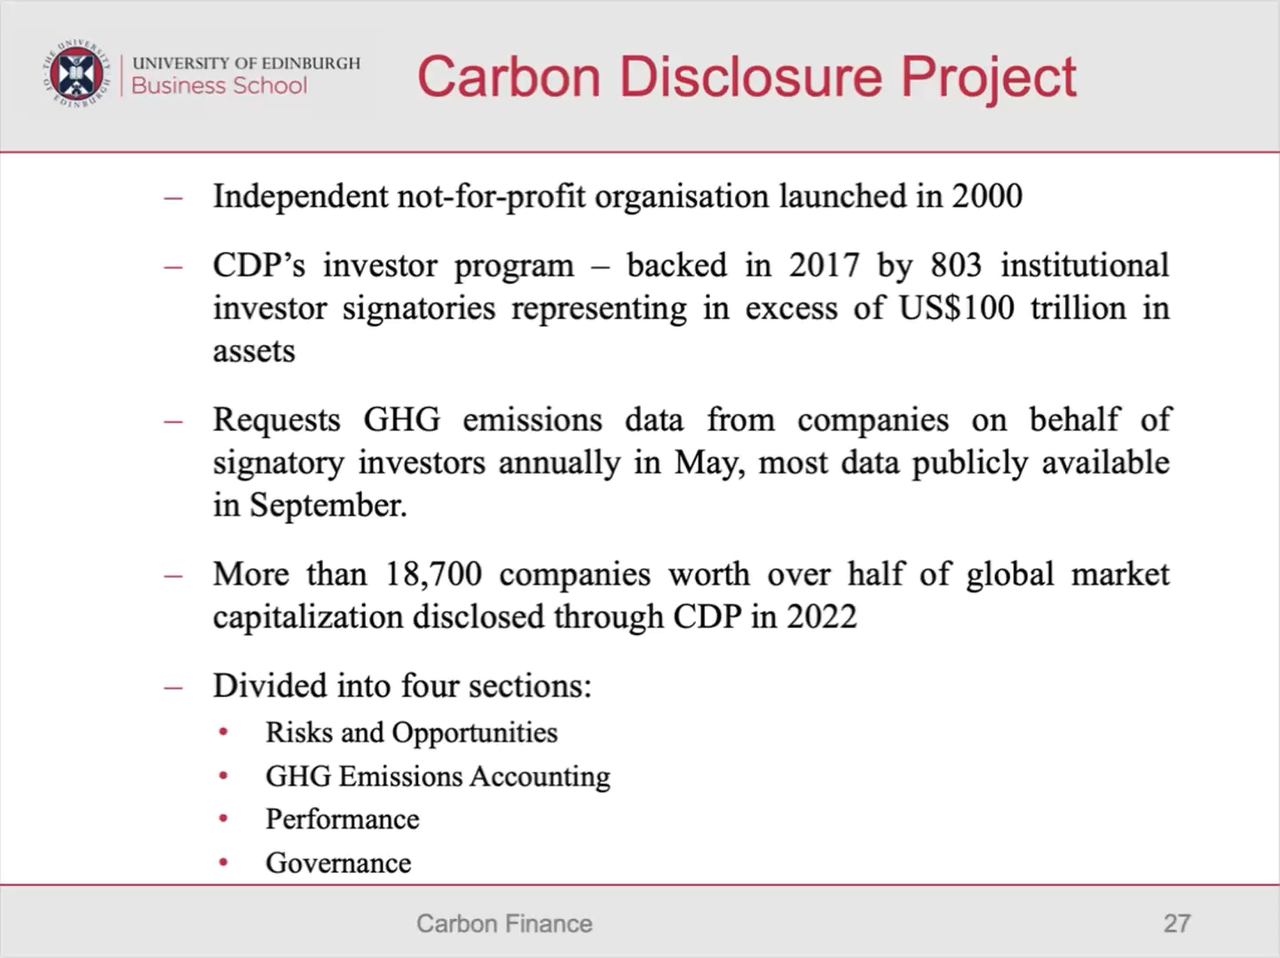 THE UNIVERSITY OF EDINBURGH
UNIVERSITY OF EDINBURGH
Business School
Carbon Disclosure Project
– Independent not-for-profit organisation launched in 2000
– CDP’s investor program – backed in 2017 by 803 institutional
investor signatories representing in excess of US$100 trillion in
assets
– Requests GHG emissions data from companies on behalf of
signatory investors annually in May, most data publicly available
in September.
– More than 18,700 companies worth over half of global market
capitalization disclosed through CDP in 2022
– Divided into four sections:
• Risks and Opportunities
• GHG Emissions Accounting
• Performance
• Governance
Carbon Finance
27